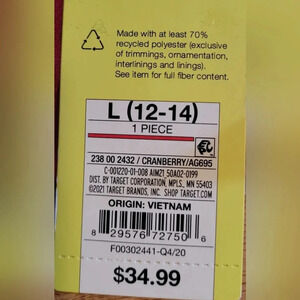 Made with at least 70%
recycled polyester (exclusive
of trimmings, ornamentation,
interlinings and linings).
See item for full fiber content.
L (12-14)
1 PIECE
238 00 2432 / CRANBERRY/AG695
C-001220-01-008 AIM21 50A02-0199
DIST. BY TARGET CORPORATION, MPLS., MN 55403
©2021 TARGET BRANDS, INC. SHOP TARGET.COM
ORIGIN: VIETNAM
8 29576 72750 6
F00302441-Q4/20
$34.99